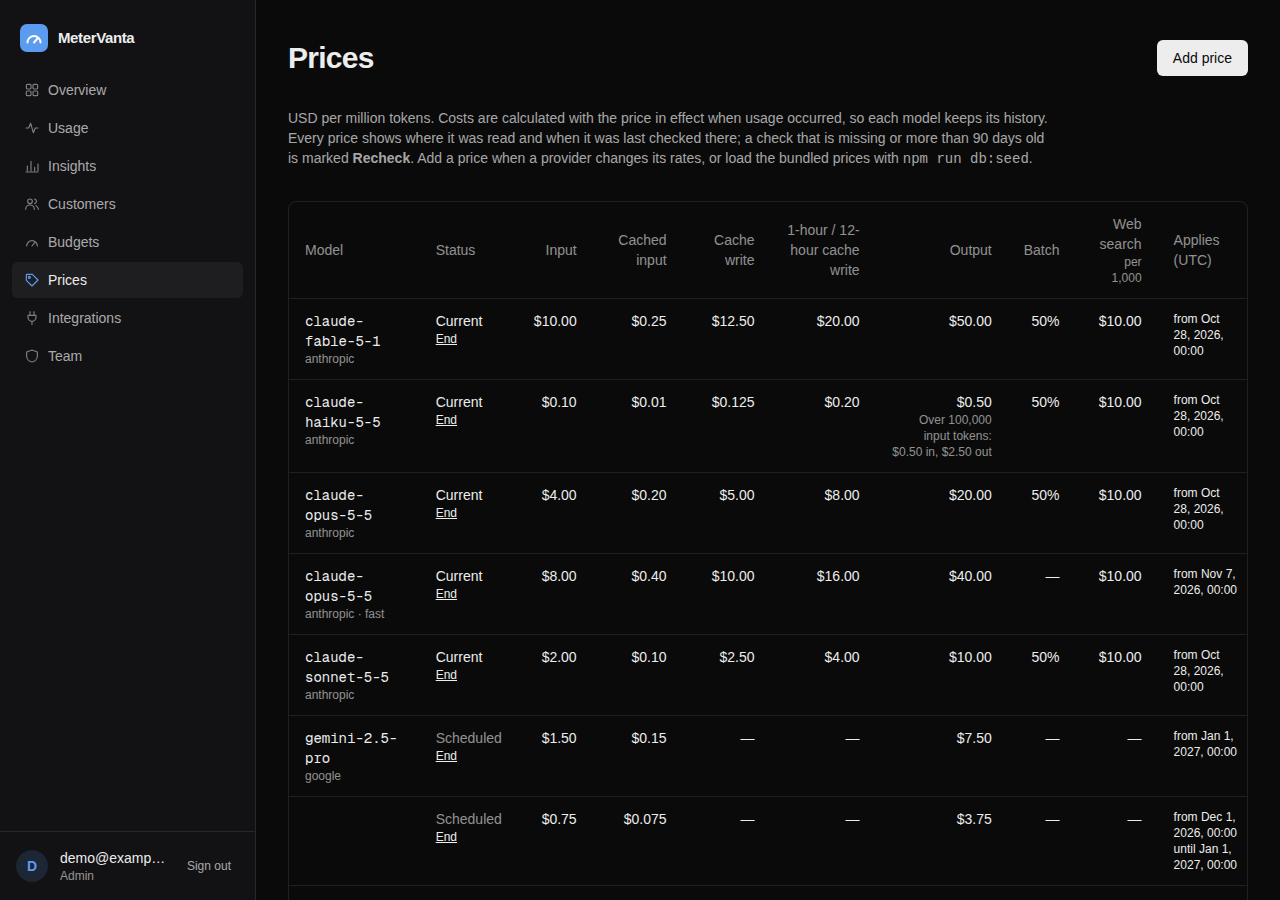 MeterVanta
Overview
Usage
Insights
Customers
Budgets
Prices
Integrations
Team
D
demo@examp…
Admin
Sign out
Prices
Add price
USD per million tokens. Costs are calculated with the price in effect when usage occurred, so each model keeps its history.
Every price shows where it was read and when it was last checked there; a check that is missing or more than 90 days old
is marked Recheck. Add a price when a provider changes its rates, or load the bundled prices with npm run db:seed.
Model Status Input Cached input Cache write 1-hour / 12-hour cache write Output Batch Web search per 1,000 Applies (UTC)
claude-
fable-5-1
anthropic
Current
End
$10.00 $0.25 $12.50 $20.00 $50.00 50% $10.00
from Oct
28, 2026,
00:00
claude-
haiku-5-5
anthropic
Current
End
$0.10 $0.01 $0.125 $0.20 $0.50 50% $10.00
Over 100,000
input tokens:
$0.50 in, $2.50 out
from Oct
28, 2026,
00:00
claude-
opus-5-5
anthropic
Current
End
$4.00 $0.20 $5.00 $8.00 $20.00 50% $10.00
from Oct
28, 2026,
00:00
claude-
opus-5-5
anthropic · fast
Current
End
$8.00 $0.40 $10.00 $16.00 $40.00 — $10.00
from Nov 7,
2026, 00:00
claude-
sonnet-5-5
anthropic
Current
End
$2.00 $0.10 $2.50 $4.00 $10.00 50% $10.00
from Oct
28, 2026,
00:00
gemini-2.5-
pro
google
Scheduled
End
$1.50 $0.15 — — $7.50 — —
from Jan 1,
2027, 00:00
Scheduled
End
$0.75 $0.075 — — $3.75 — —
from Dec 1,
2026, 00:00
until Jan 1,
2027, 00:00